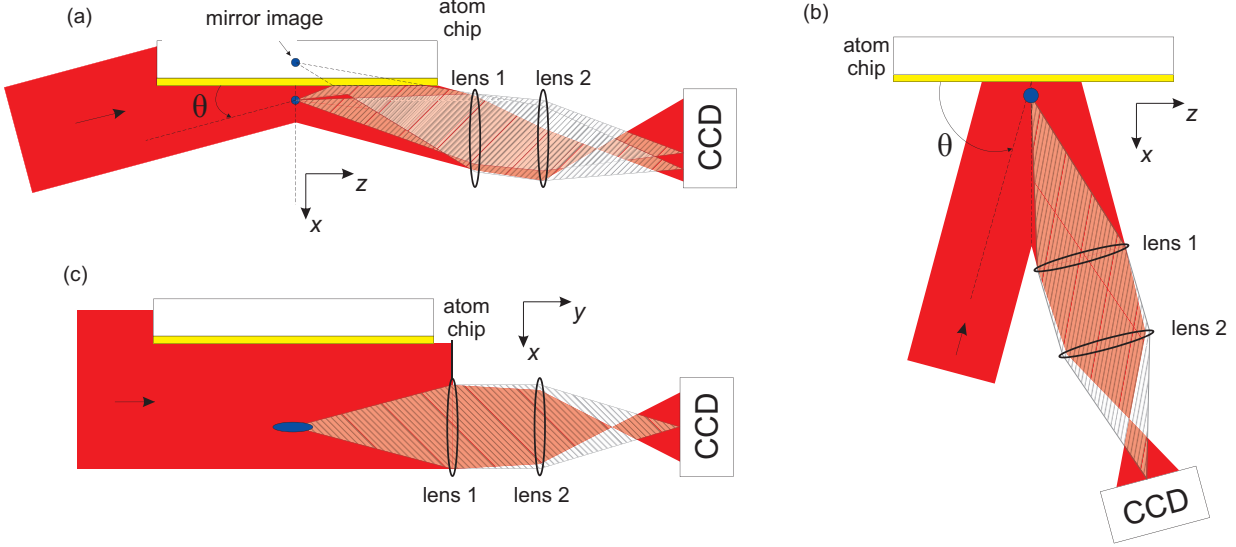 (a)
mirror image
atom
chip
lens 1
lens 2
θ
CCD
z
x
(b)
atom
chip
z
x
θ
lens 1
lens 2
CCD
(c)
atom
chip
y
x
CCD
lens 1
lens 2